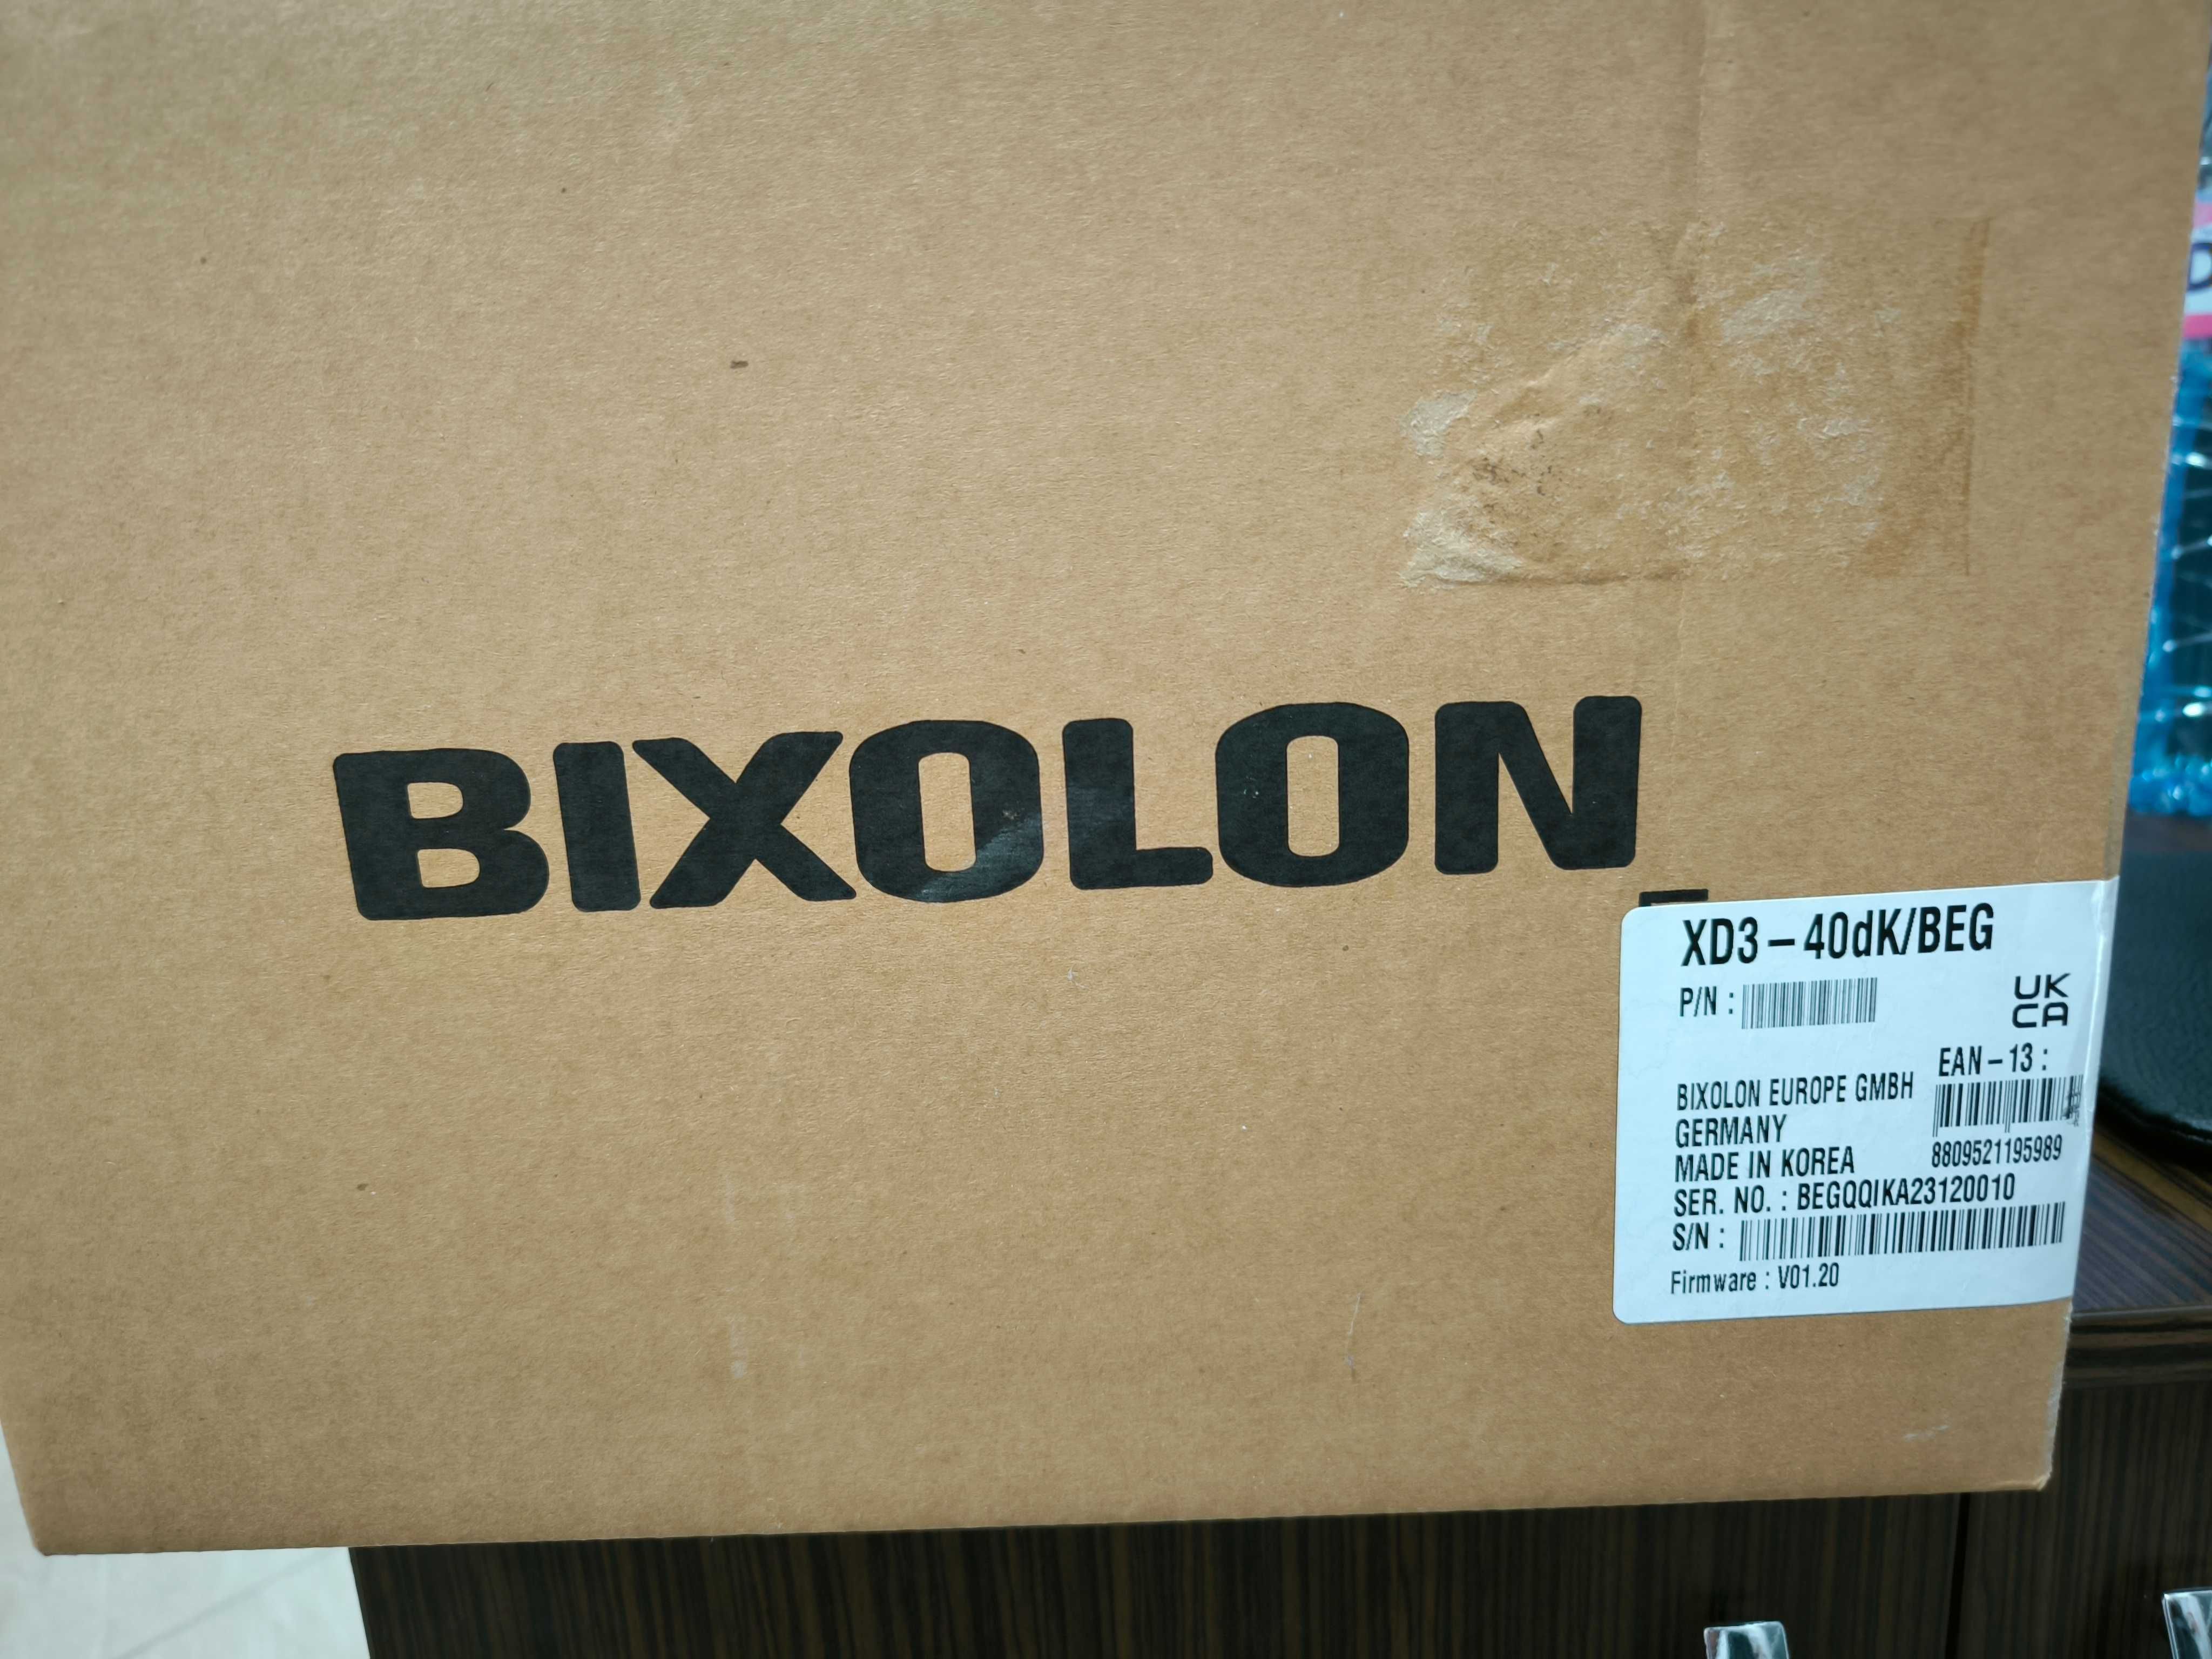 BIXOLON
XD3-40dK/BEG
P/N :
UK
CA
EAN-13 :
BIXOLON EUROPE GMBH
GERMANY
MADE IN KOREA
8809521195989
SER. NO. : BEGQQIKA23120010
S/N :
Firmware : V01.20